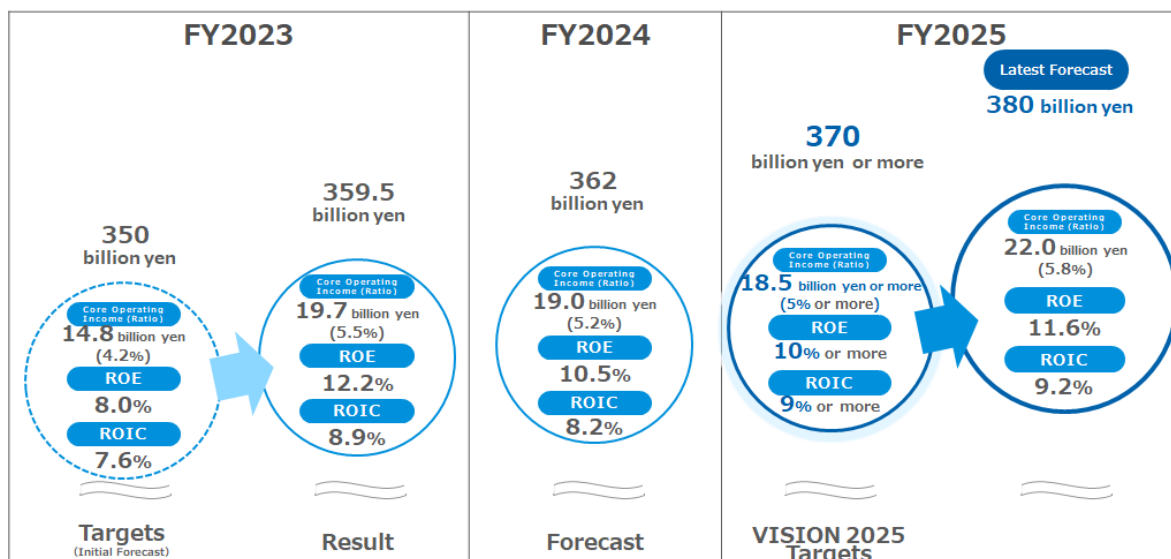 FY2023
350
billion yen
Core Operating
Income (Ratio)
14.8 billion yen
(4.2%)
ROE
8.0%
ROIC
7.6%
Targets
(Initial Forecast)
359.5
billion yen
Core Operating
Income (Ratio)
19.7 billion yen
(5.5%)
ROE
12.2%
ROIC
8.9%
Result
FY2024
362
billion yen
Core Operating
Income (Ratio)
19.0 billion yen
(5.2%)
ROE
10.5%
ROIC
8.2%
Forecast
FY2025
370
billion yen or more
Core Operating
Income (Ratio)
18.5 billion yen or more
(5% or more)
ROE
10% or more
ROIC
9% or more
VISION 2025
Targets
Latest Forecast
380 billion yen
Core Operating
Income (Ratio)
22.0 billion yen
(5.8%)
ROE
11.6%
ROIC
9.2%